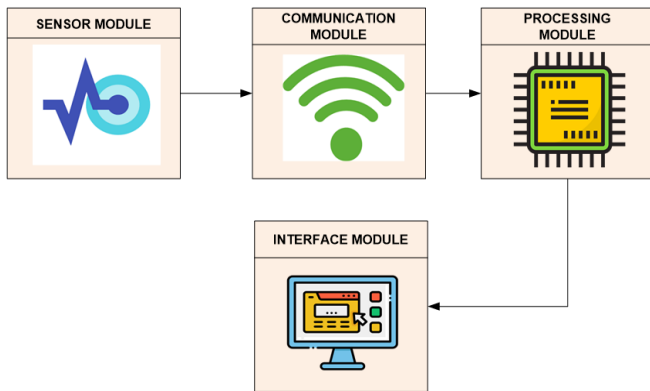 SENSOR MODULE
COMMUNICATION
MODULE
PROCESSING
MODULE
INTERFACE MODULE